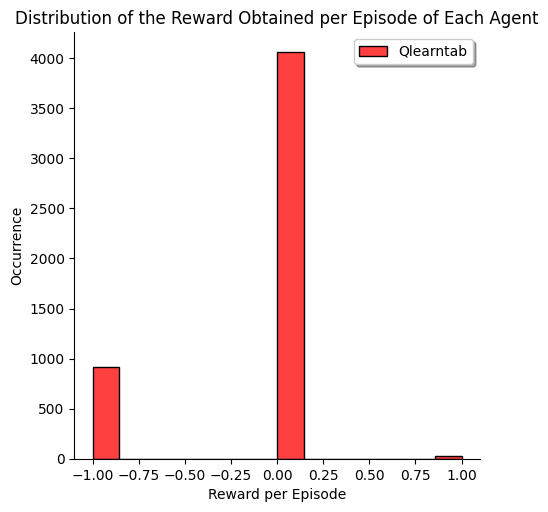 Distribution of the Reward Obtained per Episode of Each Agent
Qlearntab
4000
3500
3000
2500
2000
1500
1000
500
0
Occurrence
−1.00 −0.75 −0.50 −0.25 0.00 0.25 0.50 0.75 1.00
Reward per Episode